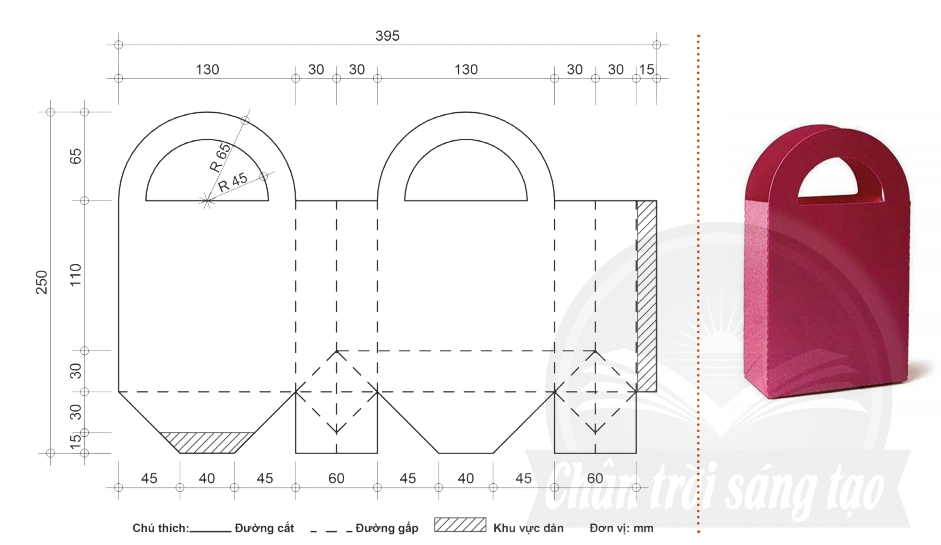 395
130 30 30 130 30 30 15
65
R 65
R 45
250
110
30
30
15
45 40 45 60 45 40 45 60
Chân trời sáng tạo
Chú thích: Đường cắt Đường gấp Khu vực dán Đơn vị: mm